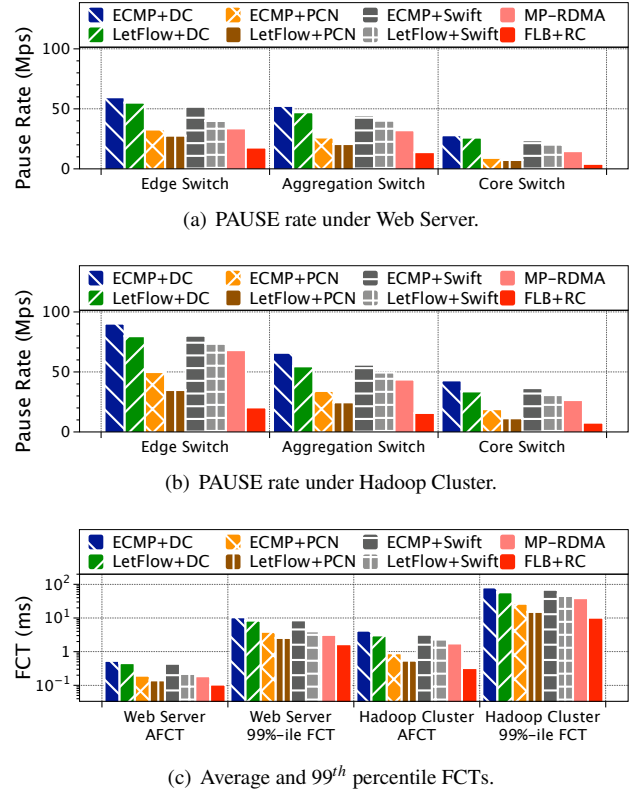 ECMP+DC ECMP+PCN ECMP+Swift MP-RDMA
LetFlow+DC LetFlow+PCN LetFlow+Swift FLB+RC
Pause Rate (Mps)
100
50
0
Edge Switch Aggregation Switch Core Switch
(a) PAUSE rate under Web Server.
ECMP+DC ECMP+PCN ECMP+Swift MP-RDMA
LetFlow+DC LetFlow+PCN LetFlow+Swift FLB+RC
Pause Rate (Mps)
100
50
0
Edge Switch Aggregation Switch Core Switch
(b) PAUSE rate under Hadoop Cluster.
ECMP+DC ECMP+PCN ECMP+Swift MP-RDMA
LetFlow+DC LetFlow+PCN LetFlow+Swift FLB+RC
FCT (ms)
10²
10¹
1
10⁻¹
Web Server Web Server Hadoop Cluster Hadoop Cluster
AFCT 99%-ile FCT AFCT 99%-ile FCT
(c) Average and 99ᵗʰ percentile FCTs.